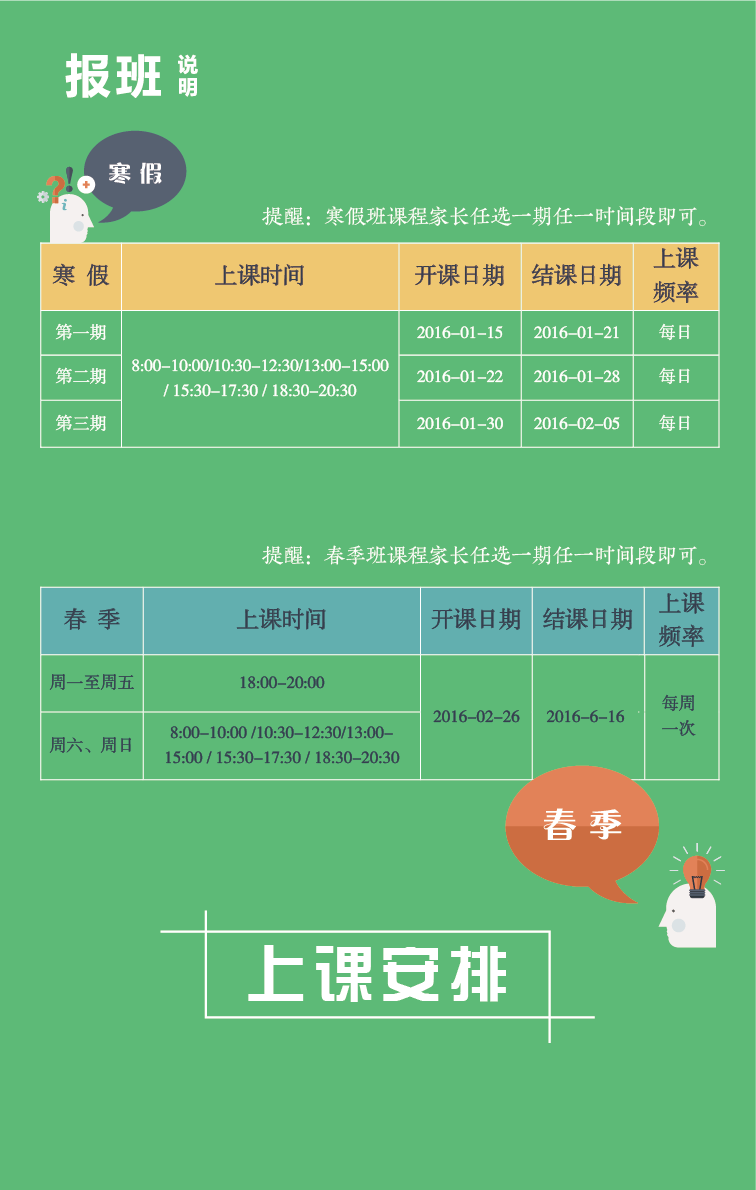 报班 说明
寒假
提醒：寒假班课程家长任选一期任一时间段即可。
寒 假 上课时间 开课日期 结课日期 上课频率
第一期 2016-01-15 2016-01-21 每日
8:00-10:00/10:30-12:30/13:00-15:00
第二期 2016-01-22 2016-01-28 每日
/ 15:30-17:30 / 18:30-20:30
第三期 2016-01-30 2016-02-05 每日
提醒：春季班课程家长任选一期任一时间段即可。
春 季 上课时间 开课日期 结课日期 上课频率
周一至周五 18:00-20:00
2016-02-26 2016-6-16 每周一次
周六、周日 8:00-10:00 /10:30-12:30/13:00-
15:00 / 15:30-17:30 / 18:30-20:30
春季
上课安排